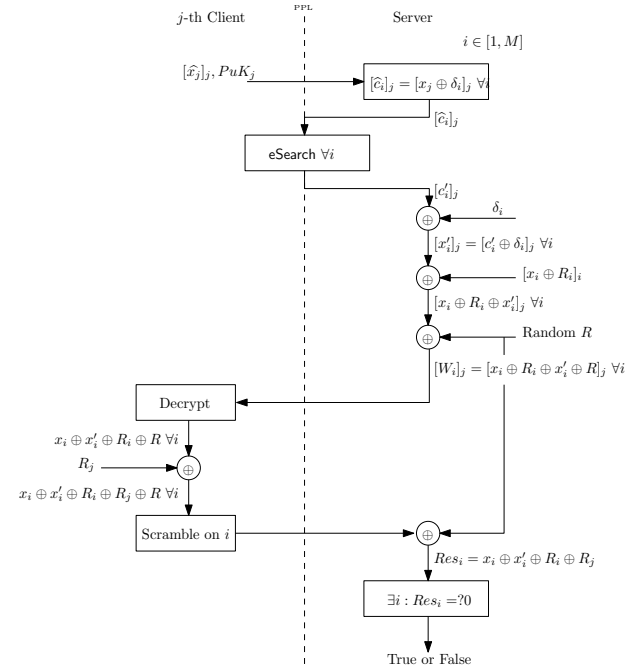 PPL
j-th Client
Server
i ∈ [1, M]
[x̂_j]_j, PuK_j
[ĉ_i]_j = [x_j ⊕ δ_i]_j ∀i
[ĉ_i]_j
eSearch ∀i
[c′_i]_j
δ_i
⊕
[x′_i]_j = [c′_i ⊕ δ_i]_j ∀i
[x_i ⊕ R_i]_i
⊕
[x_i ⊕ R_i ⊕ x′_i]_j ∀i
Random R
⊕
[W_i]_j = [x_i ⊕ R_i ⊕ x′_i ⊕ R]_j ∀i
Decrypt
x_i ⊕ x′_i ⊕ R_i ⊕ R ∀i
R_j
⊕
x_i ⊕ x′_i ⊕ R_i ⊕ R_j ⊕ R ∀i
Scramble on i
⊕
Res_i = x_i ⊕ x′_i ⊕ R_i ⊕ R_j
∃i : Res_i =?0
True or False